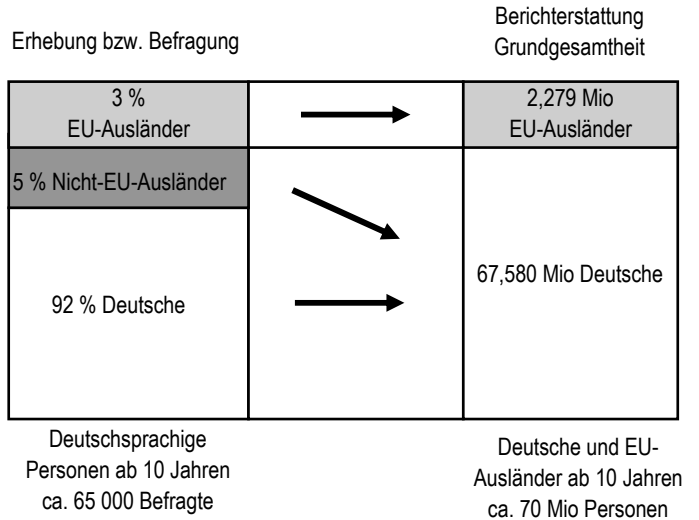 Erhebung bzw. Befragung
Berichterstattung
Grundgesamtheit
3 %
EU-Ausländer
2,279 Mio
EU-Ausländer
5 % Nicht-EU-Ausländer
92 % Deutsche
67,580 Mio Deutsche
Deutschsprachige
Personen ab 10 Jahren
ca. 65 000 Befragte
Deutsche und EU-
Ausländer ab 10 Jahren
ca. 70 Mio Personen